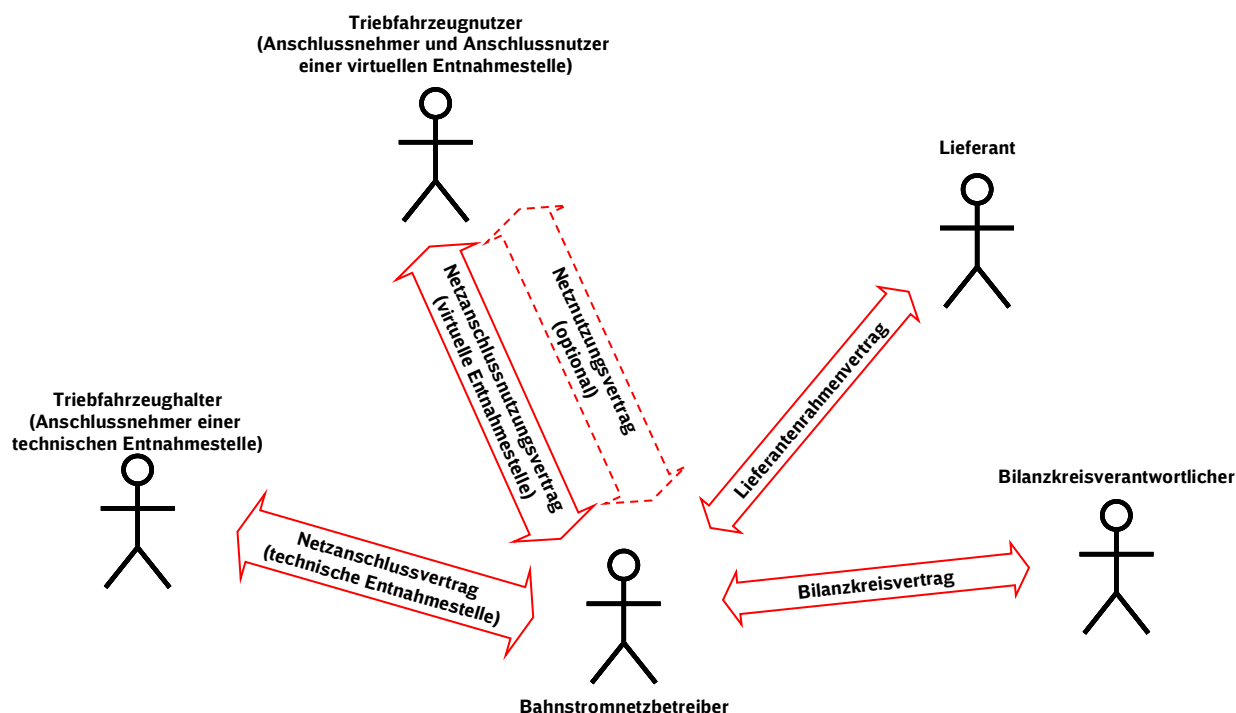 Triebfahrzeugnutzer
(Anschlussnehmer und Anschlussnutzer
einer virtuellen Entnahmestelle)
Lieferant
Netzanschlussnutzungsvertrag
(virtuelle Entnahmestelle)
Netznutzungsvertrag
(optional)
Lieferantenrahmenvertrag
Triebfahrzeughalter
(Anschlussnehmer einer
technischen Entnahmestelle)
Bilanzkreisverantwortlicher
Netzanschlussvertrag
(technische Entnahmestelle)
Bilanzkreisvertrag
Bahnstromnetzbetreiber